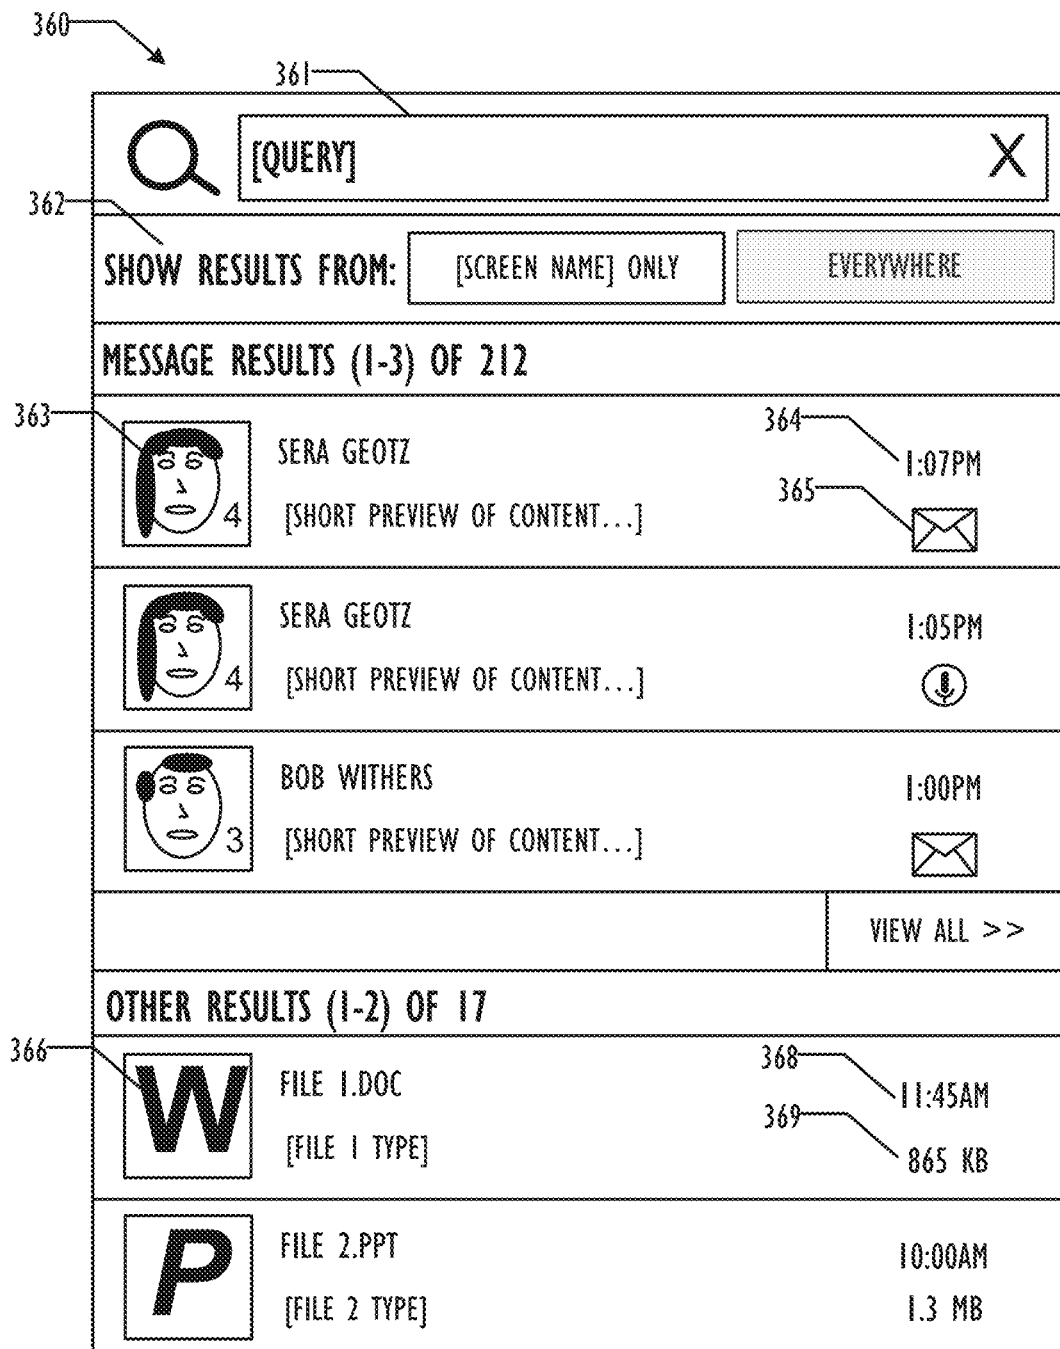 360
361
[QUERY] X
362
SHOW RESULTS FROM: [SCREEN NAME] ONLY EVERYWHERE
MESSAGE RESULTS (1-3) OF 212
363
SERA GEOTZ
364
1:07PM
365
4
[SHORT PREVIEW OF CONTENT...]
SERA GEOTZ
1:05PM
4
[SHORT PREVIEW OF CONTENT...]
BOB WITHERS
1:00PM
3
[SHORT PREVIEW OF CONTENT...]
VIEW ALL >>
OTHER RESULTS (1-2) OF 17
366
W
FILE 1.DOC
368
11:45AM
369
[FILE 1 TYPE]
865 KB
P
FILE 2.PPT
10:00AM
[FILE 2 TYPE]
1.3 MB